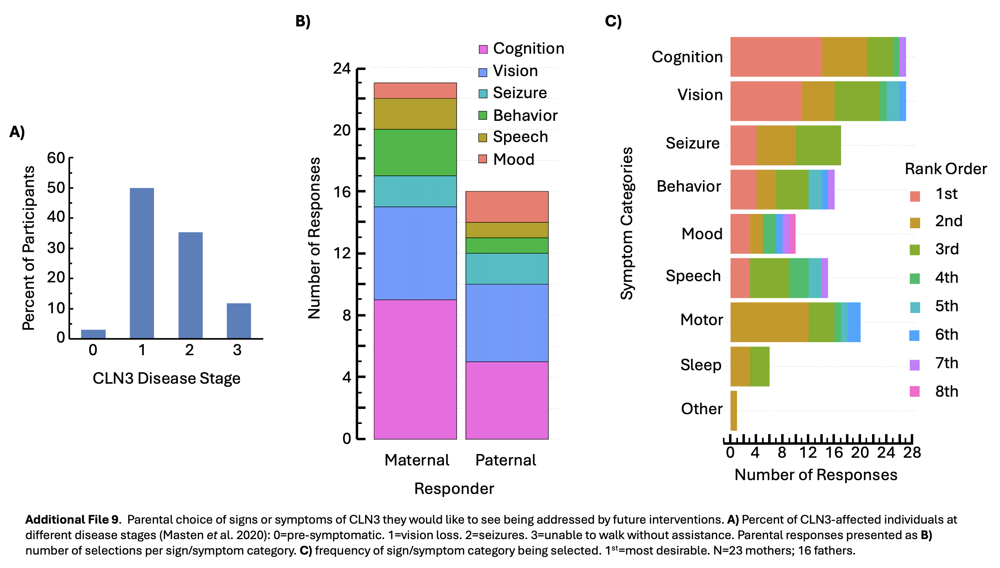 A)
60
50
40
30
20
10
0
Percent of Participants
0 1 2 3
CLN3 Disease Stage
B)
Cognition
Vision
Seizure
Behavior
Speech
Mood
24
20
16
12
8
4
0
Number of Responses
Maternal Paternal
Responder
C)
Symptom Categories
Cognition
Vision
Seizure
Behavior
Mood
Speech
Motor
Sleep
Other
0 4 8 12 16 20 24 28
Number of Responses
Rank Order
1st
2nd
3rd
4th
5th
6th
7th
8th
Additional File 9. Parental choice of signs or symptoms of CLN3 they would like to see being addressed by future interventions. A) Percent of CLN3-affected individuals at
different disease stages (Masten et al. 2020): 0=pre-symptomatic. 1=vision loss. 2=seizures. 3=unable to walk without assistance. Parental responses presented as B)
number of selections per sign/symptom category. C) frequency of sign/symptom category being selected. 1st=most desirable. N=23 mothers; 16 fathers.